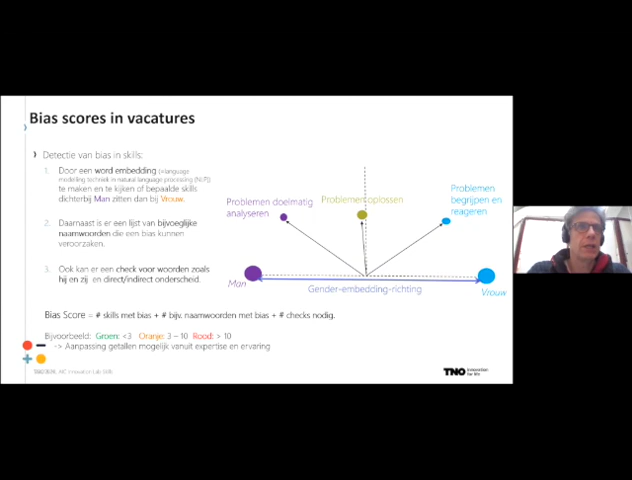 Bias scores in vacatures
Detectie van bias in skills:
1. Door een word embedding (=language
modelling techniek in natural language processing (NLP))
te maken en te kijken of bepaalde skills
dichterbij Man zitten dan bij Vrouw.
2. Daarnaast is er een lijst van bijvoeglijke
naamwoorden die een bias kunnen
veroorzaken.
3. Ook kan er een check voor woorden zoals
hij en zij en direct/indirect onderscheid.
Problemen doelmatig
analyseren
Problemen oplossen
Problemen
begrijpen en
reageren
Man
Gender-embedding-richting
Vrouw
Bias Score = # skills met bias + # bijv. naamwoorden met bias + # checks nodig.
Bijvoorbeeld: Groen: <3 Oranje: 3 – 10 Rood: > 10
-> Aanpassing getallen mogelijk vanuit expertise en ervaring
TNO innovation
for life